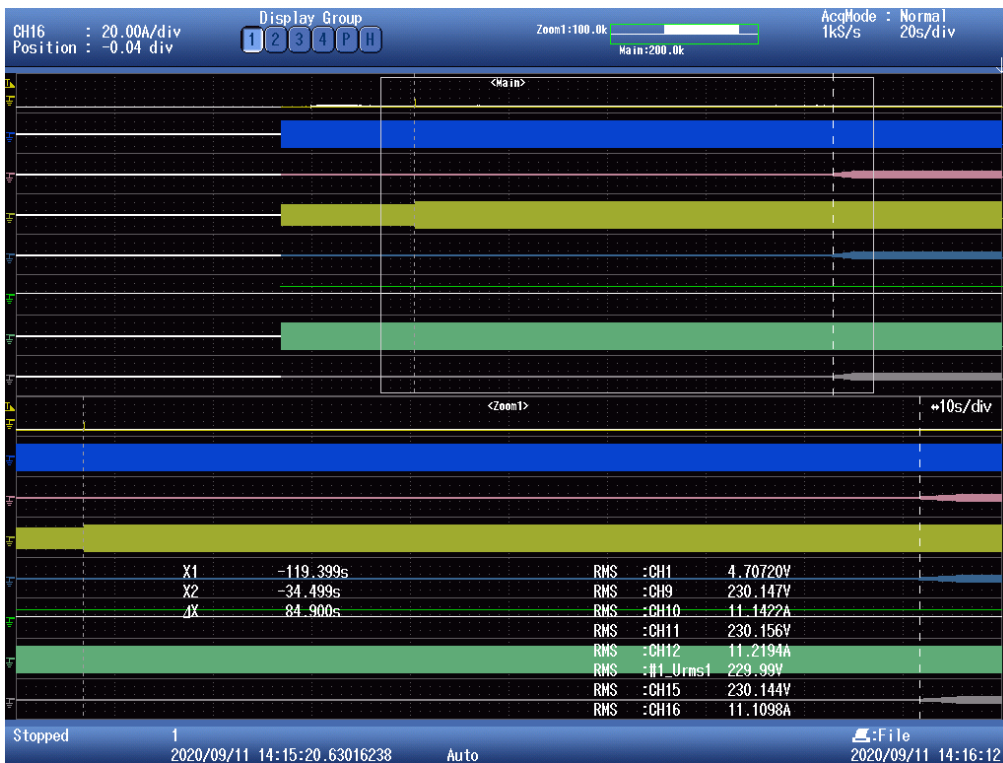 CH16 : 20.00A/div
Position : -0.04 div
Display Group
1 2 3 4 P H
Zoom1:100.0k
Main:200.0k
AcqMode : Normal
1kS/s 20s/div
<Main>
<Zoom1>
⇔10s/div
X1 -119.399s
X2 -34.499s
ΔX 84.900s
RMS :CH1 4.70720V
RMS :CH9 230.147V
RMS :CH10 11.1422A
RMS :CH11 230.156V
RMS :CH12 11.2194A
RMS :#1_Urms1 229.99V
RMS :CH15 230.144V
RMS :CH16 11.1098A
Stopped 1
2020/09/11 14:15:20.63016238 Auto
:File
2020/09/11 14:16:12